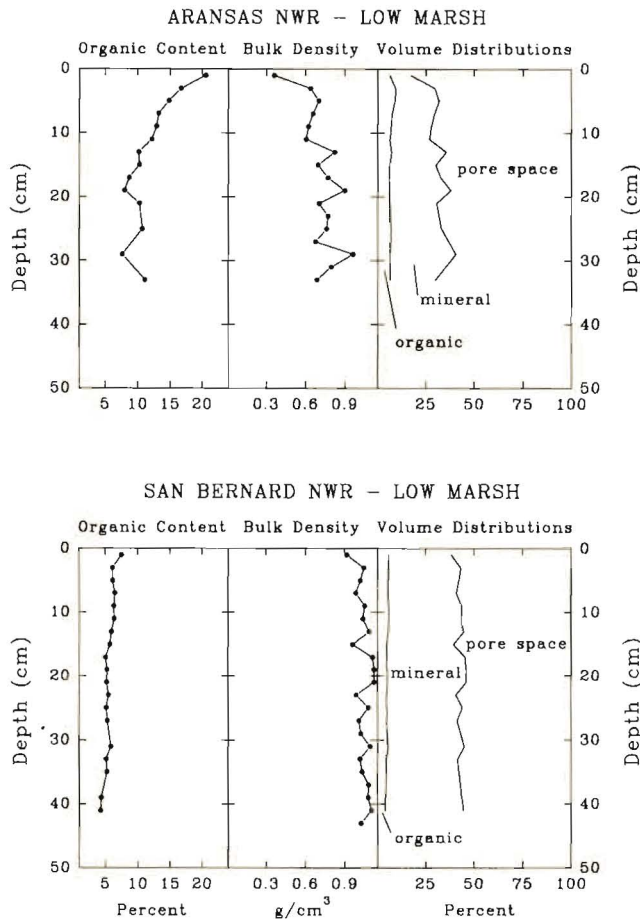 ARANSAS NWR – LOW MARSH
Organic Content Bulk Density Volume Distributions
0 0
10 10
pore space
20 20
Depth (cm) Depth (cm)
30 30
mineral
40 40
organic
50 50
5 10 15 20 0.3 0.6 0.9 25 50 75 100
SAN BERNARD NWR – LOW MARSH
Organic Content Bulk Density Volume Distributions
0 0
10 10
pore space
mineral
20 20
Depth (cm) Depth (cm)
30 30
40 40
organic
50 50
5 10 15 20 0.3 0.6 0.9 25 50 75 100
Percent g/cm³ Percent